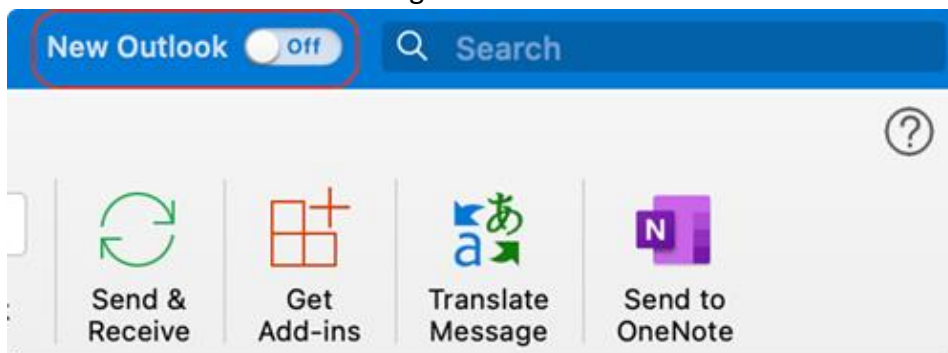 New Outlook Off Search
?
Send & Get Translate Send to
Receive Add-ins Message OneNote